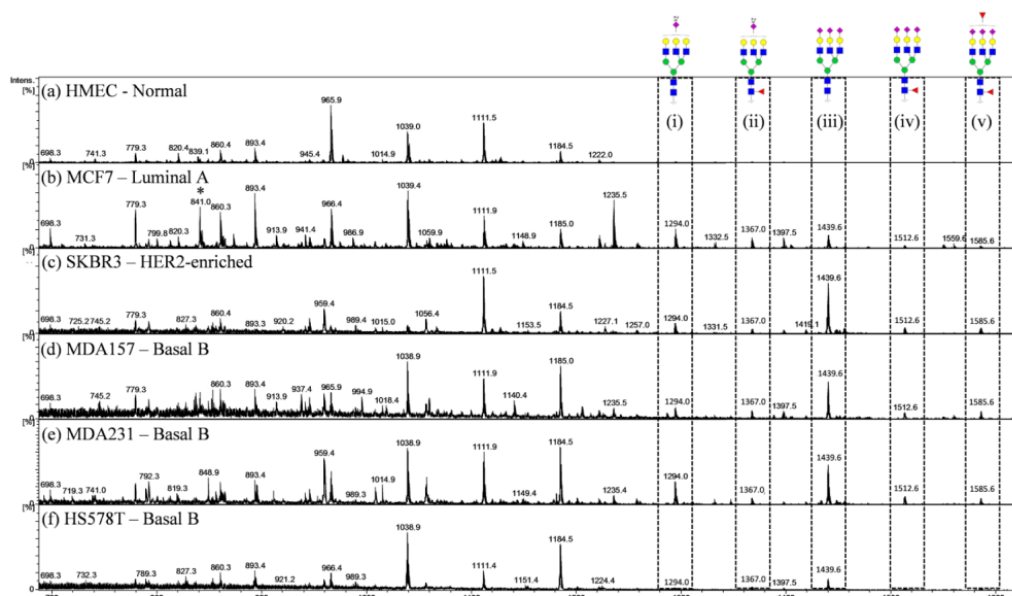 2x
2x
Intens.
[%]
(a) HMEC - Normal
(i) (ii) (iii) (iv) (v)
698.3 741.3 779.3 820.4 839.1 860.4 893.4 945.4 965.9 1014.9 1039.0 1111.5 1184.5 1222.0
0
[%]
(b) MCF7 – Luminal A
*
698.3 731.3 779.3 799.8 820.3 841.0 860.3 893.4 913.9 941.4 966.4 986.9 1039.4 1059.9 1111.9 1148.9 1185.0 1235.5 1294.0 1332.5 1367.0 1397.5 1439.6 1512.6 1559.6 1585.6
0
[%]
(c) SKBR3 – HER2-enriched
698.3 725.2 745.2 779.3 827.3 860.4 893.3 920.2 959.4 989.4 1015.0 1056.4 1111.5 1153.5 1184.5 1227.1 1257.0 1294.0 1331.5 1367.0 1419.1 1439.6 1512.6 1585.6
0
[%]
(d) MDA157 – Basal B
698.3 745.2 779.3 827.3 860.3 893.4 913.9 937.4 965.9 994.9 1018.4 1038.9 1111.9 1140.4 1185.0 1235.5 1294.0 1367.0 1397.5 1439.6 1512.6 1585.6
0
[%]
(e) MDA231 – Basal B
698.3 719.3 741.0 792.3 819.3 848.9 893.4 959.4 989.3 1014.9 1038.9 1111.9 1149.4 1184.5 1235.4 1294.0 1367.0 1439.6 1512.6 1585.6
0
[%]
(f) HS578T – Basal B
698.3 732.3 789.3 827.3 860.3 893.4 921.2 966.4 989.3 1038.9 1111.4 1151.4 1184.5 1224.4 1294.0 1367.0 1397.5 1439.6
0